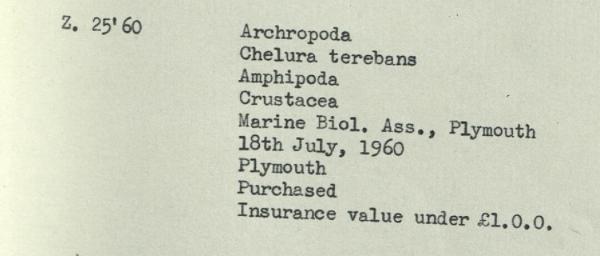 Z. 25'60
Archropoda
Chelura terebans
Amphipoda
Crustacea
Marine Biol. Ass., Plymouth
18th July, 1960
Plymouth
Purchased
Insurance value under £1.0.0.